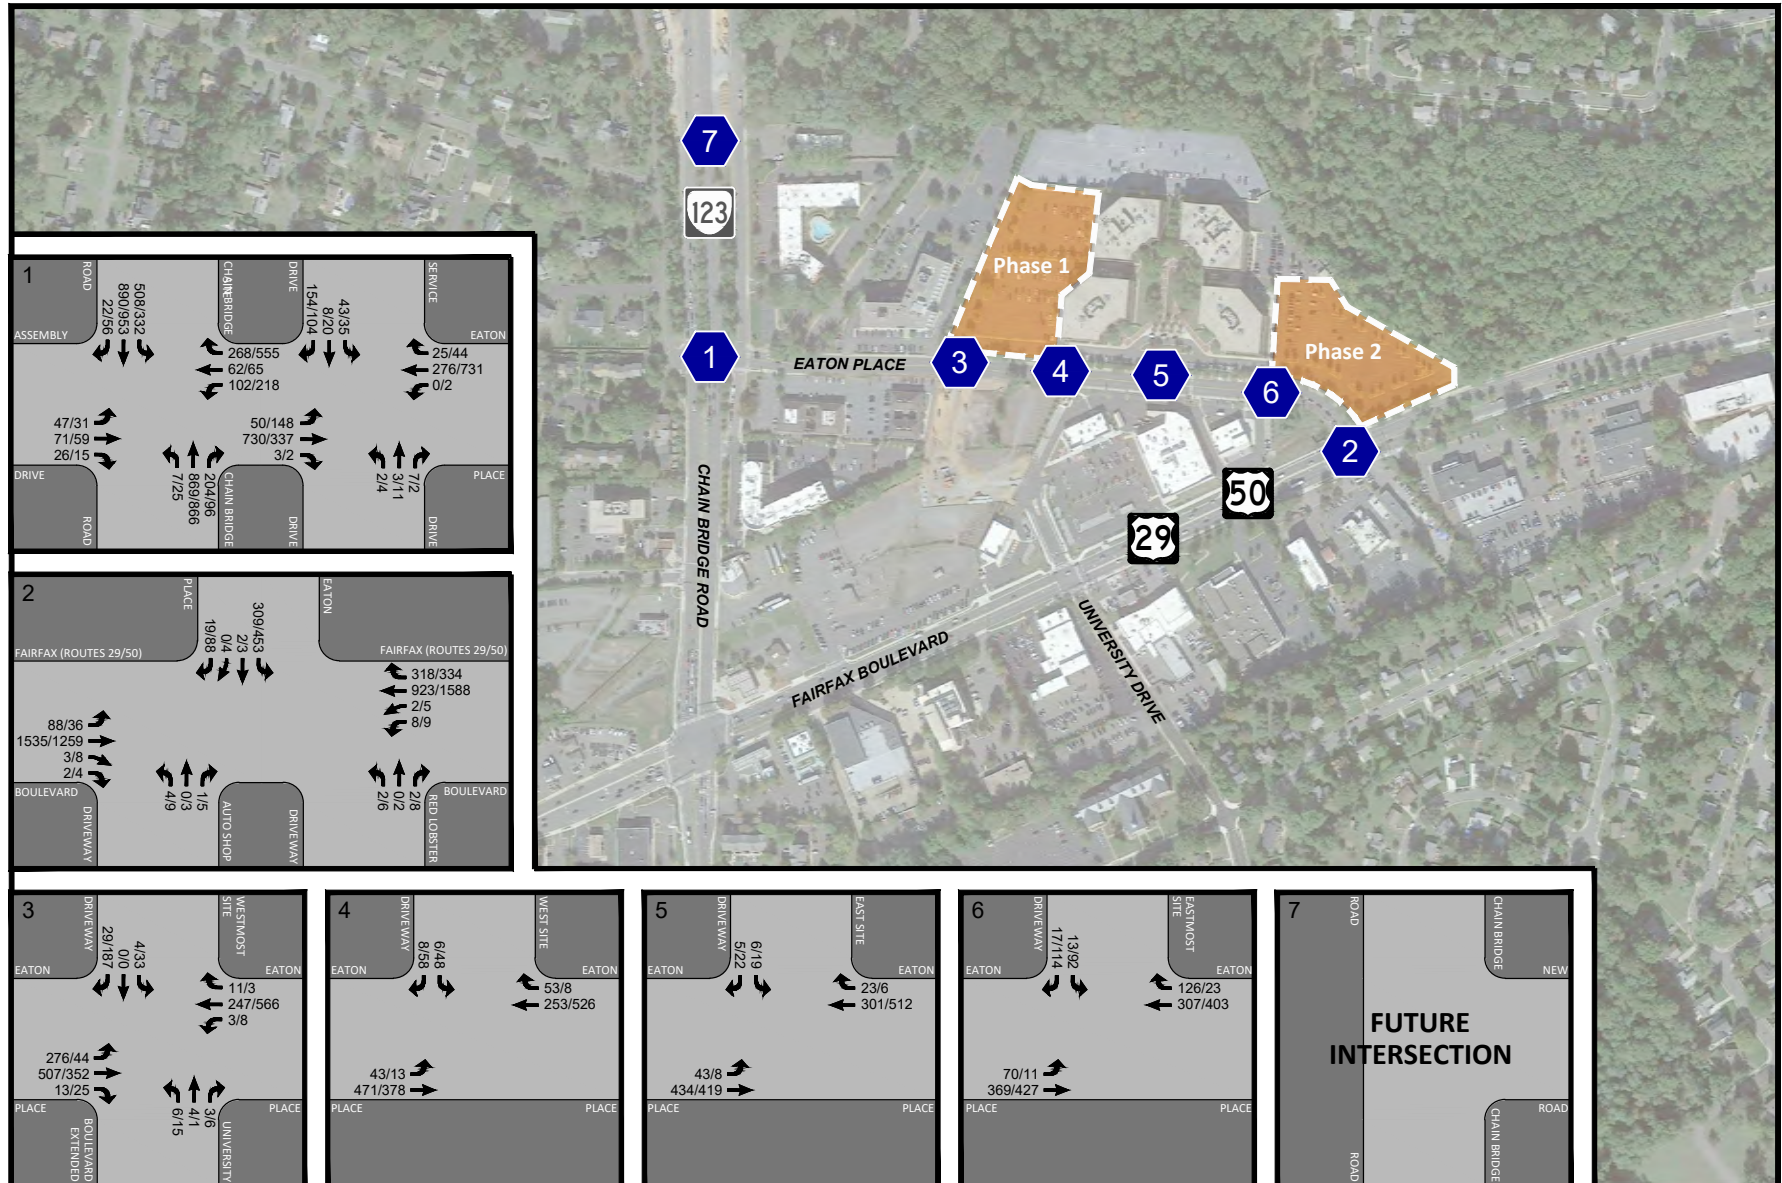 7
123
Phase 1
Phase 2
1
3
4
5
6
2
EATON PLACE
50
29
CHAIN BRIDGE ROAD
FAIRFAX BOULEVARD
UNIVERSITY DRIVE
1
ROAD
CHAIN BRIDGE
DRIVE
SERVICE
ASSEMBLY
EATON
22/56
890/953
508/332
154/104
8/20
43/35
268/555
62/65
102/218
25/44
276/731
0/2
47/31
71/59
26/15
50/148
730/337
3/2
7/25
869/866
204/96
2/4
3/11
7/2
DRIVE
PLACE
ROAD
CHAIN BRIDGE
DRIVE
DRIVE
2
PLACE
EATON
19/88
0/4
2/3
309/453
FAIRFAX (ROUTES 29/50)
FAIRFAX (ROUTES 29/50)
318/334
923/1588
2/5
8/9
88/36
1535/1259
3/8
2/4
4/9
0/3
1/5
2/6
0/2
2/8
BOULEVARD
BOULEVARD
DRIVEWAY
AUTO SHOP
DRIVEWAY
RED LOBSTER
3
DRIVEWAY
WESTMOST
SITE
29/187
0/0
4/33
EATON
EATON
11/3
247/566
3/8
276/44
507/352
13/25
6/15
4/1
3/6
PLACE
PLACE
BOULEVARD
EXTENDED
UNIVERSITY
4
DRIVEWAY
WEST SITE
8/58
6/48
EATON
EATON
53/8
253/526
43/13
471/378
PLACE
PLACE
5
DRIVEWAY
EAST SITE
5/22
6/19
EATON
EATON
23/6
301/512
43/8
434/419
PLACE
PLACE
6
DRIVEWAY
EASTMOST
SITE
17/114
13/92
EATON
EATON
126/23
307/403
70/11
369/427
PLACE
PLACE
7
ROAD
CHAIN BRIDGE
NEW
FUTURE
INTERSECTION
ROAD
ROAD
CHAIN BRIDGE